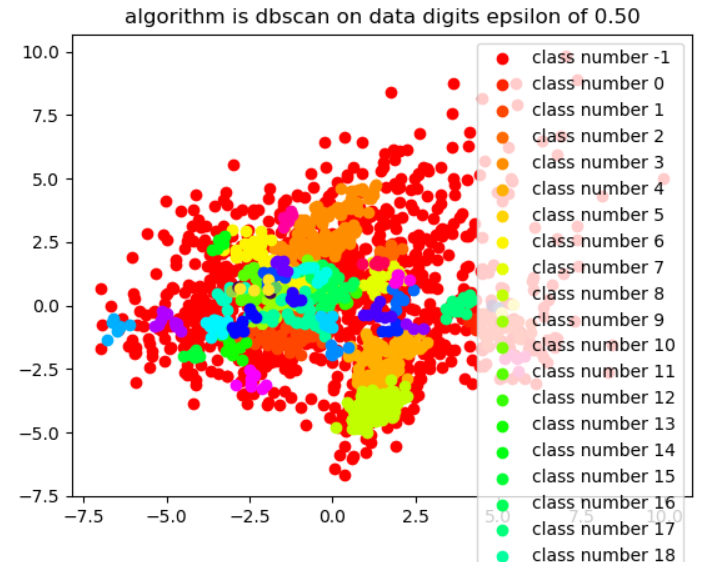 algorithm is dbscan on data digits epsilon of 0.50
10.0
7.5
5.0
2.5
0.0
−2.5
−5.0
−7.5
−7.5 −5.0 −2.5 0.0 2.5 5.0 7.5 10.0
class number -1
class number 0
class number 1
class number 2
class number 3
class number 4
class number 5
class number 6
class number 7
class number 8
class number 9
class number 10
class number 11
class number 12
class number 13
class number 14
class number 15
class number 16
class number 17
class number 18